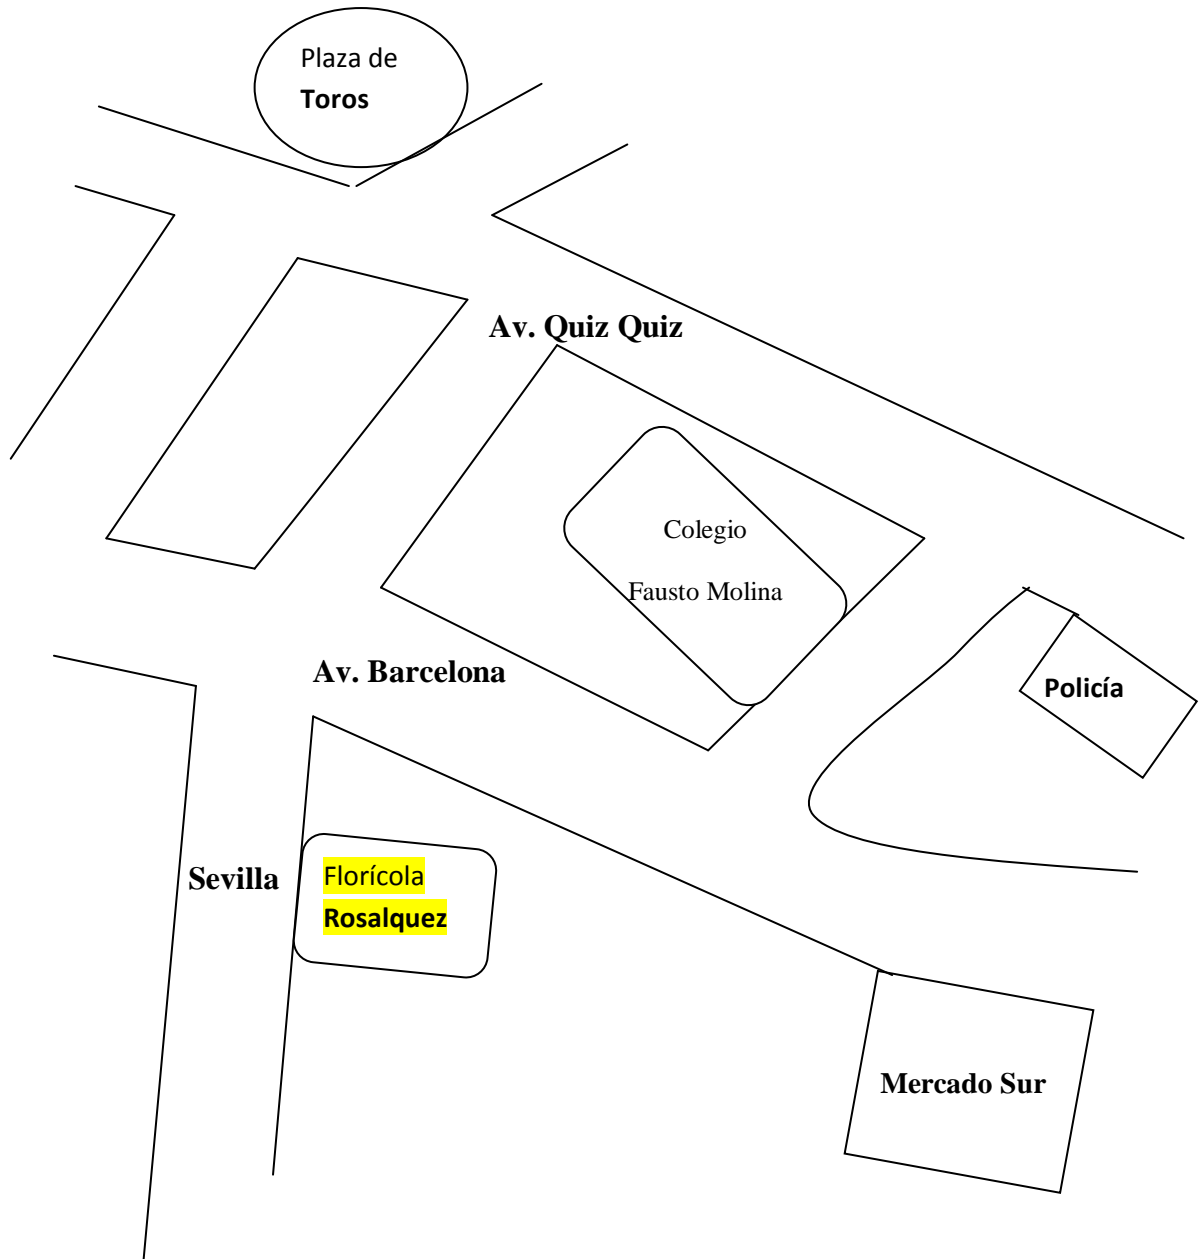 Plaza de
Toros
Av. Quiz Quiz
Colegio
Fausto Molina
Av. Barcelona
Policía
Sevilla
Florícola
Rosalquez
Mercado Sur